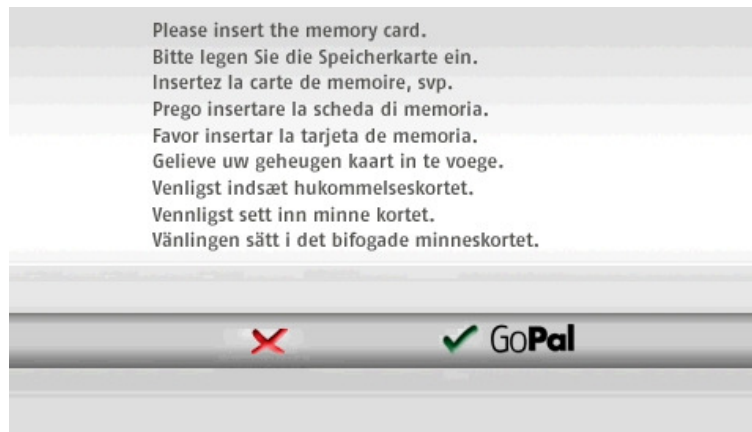 Please insert the memory card.
Bitte legen Sie die Speicherkarte ein.
Insertez la carte de memoire, svp.
Prego insertare la scheda di memoria.
Favor insertar la tarjeta de memoria.
Gelieve uw geheugen kaart in te voege.
Venligst indsæt hukommelseskortet.
Vennligst sett inn minne kortet.
Vänlingen sätt i det bifogade minneskortet.
GoPal